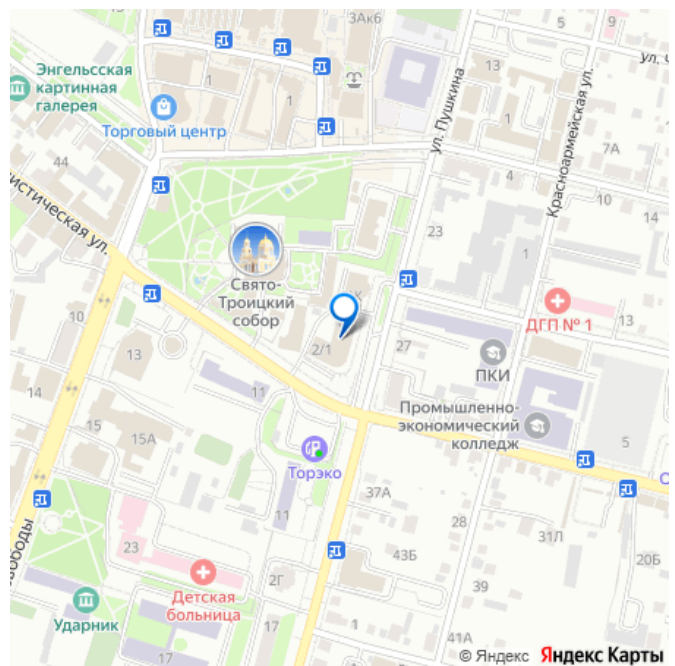 3Ак6
5
9
Энгельсская
картинная
галерея
1
1
13
ул. Ч
Торговый центр
ул. Пушкина
Красноармейская ул.
7А
44
4
10
14
истическая ул.
23
1
Свято-
Троицкий
собор
К
ДГП № 1
13
10
2/1
27
13
ПКИ
14
11
Промышленно-
экономический
колледж
15
15А
5
Торэко
37А
11
28
31Л
свободы
23
43Б
20Б
2Г
39
Детская
больница
Ударник
17
17
1
41А
1
© Яндекс Яндекс Карты